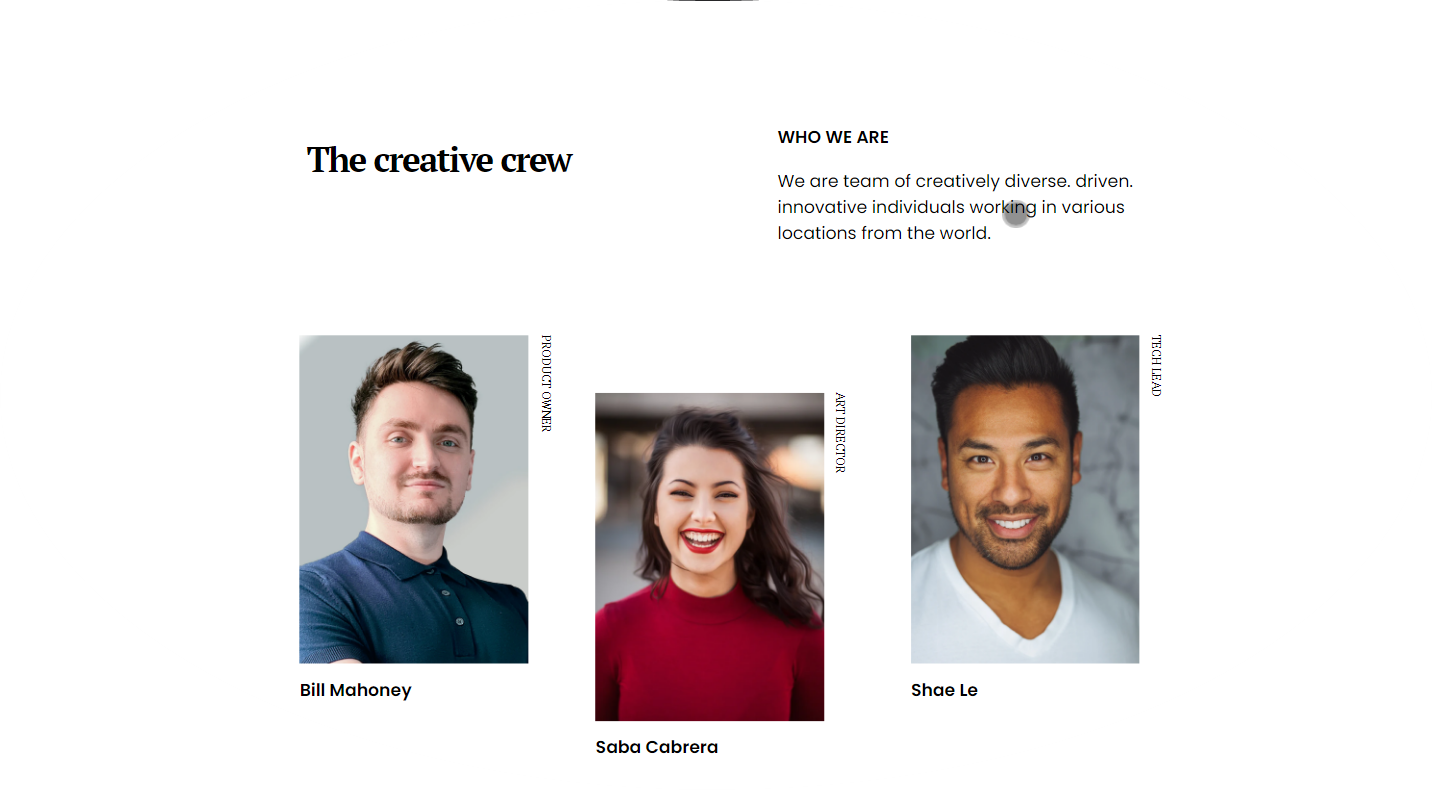 The creative crew
WHO WE ARE
We are team of creatively diverse. driven.
innovative individuals working in various
locations from the world.
PRODUCT OWNER
Bill Mahoney
ART DIRECTOR
Saba Cabrera
TECH LEAD
Shae Le